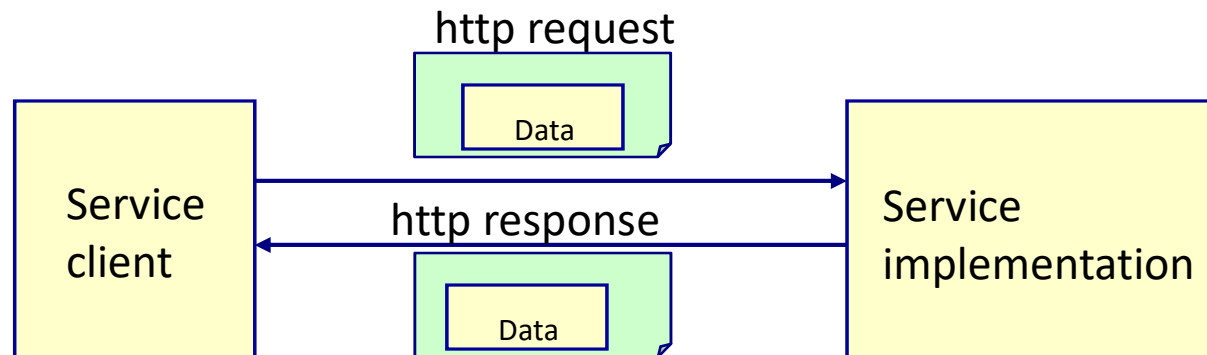 http request
Data
Service
client
http response
Service
implementation
Data